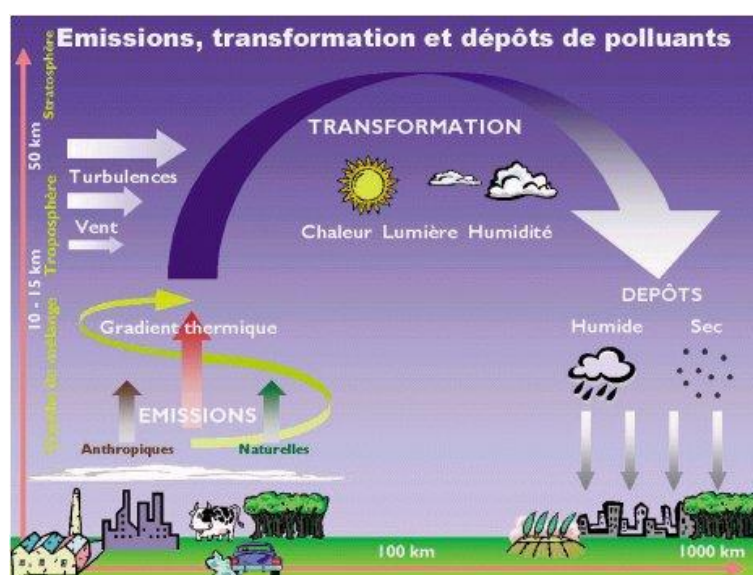 Emissions, transformation et dépôts de polluants
Stratosphère
50 km
Troposphère
10 - 15 km
TRANSFORMATION
Turbulences
Vent
Chaleur Lumière Humidité
DEPÔTS
Humide Sec
Gradient thermique
de mélange
EMISSIONS
Anthropiques
Naturelles
100 km
1000 km